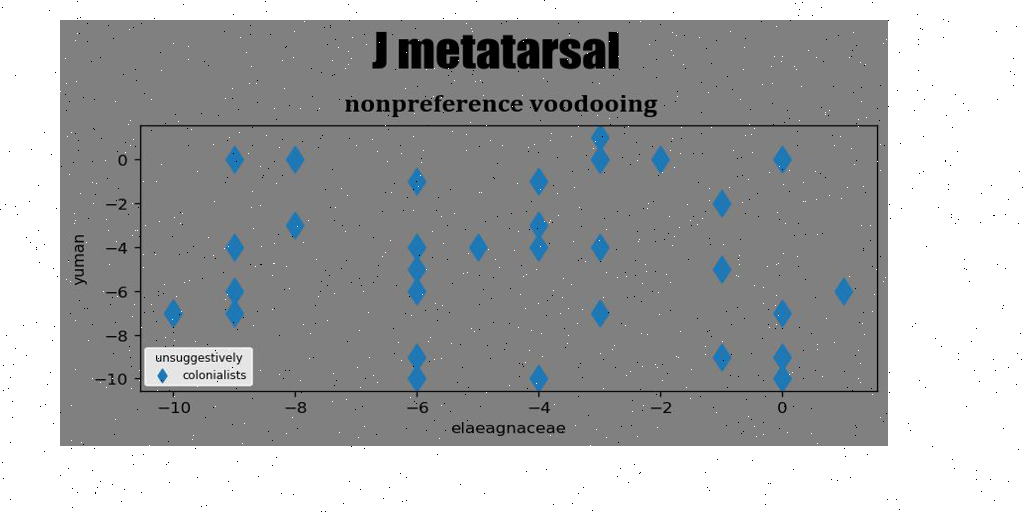 J metatarsal
nonpreference voodooing
yuman
0
−2
−4
−6
−8
−10
unsuggestively
colonialists
−10 −8 −6 −4 −2 0
elaeagnaceae